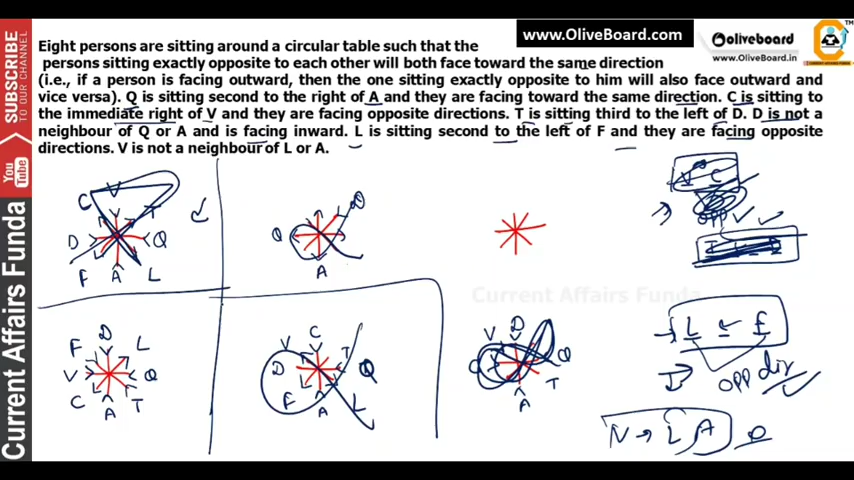 www.OliveBoard.com
oliveboard
www.OliveBoard.in
SUBSCRIBE
You
Tube
Current Affairs Funda
Eight persons are sitting around a circular table such that the
persons sitting exactly opposite to each other will both face toward the same direction
(i.e., if a person is facing outward, then the one sitting exactly opposite to him will also face outward and
vice versa). Q is sitting second to the right of A and they are facing toward the same direction. C is sitting to
the immediate right of V and they are facing opposite directions. T is sitting third to the left of D. D is not a
neighbour of Q or A and is facing inward. L is sitting second to the left of F and they are facing opposite
directions. V is not a neighbour of L or A.
V
C T
D Q
F A L
Q
A
Current Affairs Funda
D
F L
V Q
C A T
C
V T
D Q
F A L
V D
Q
T
A
L ← F
opp dir